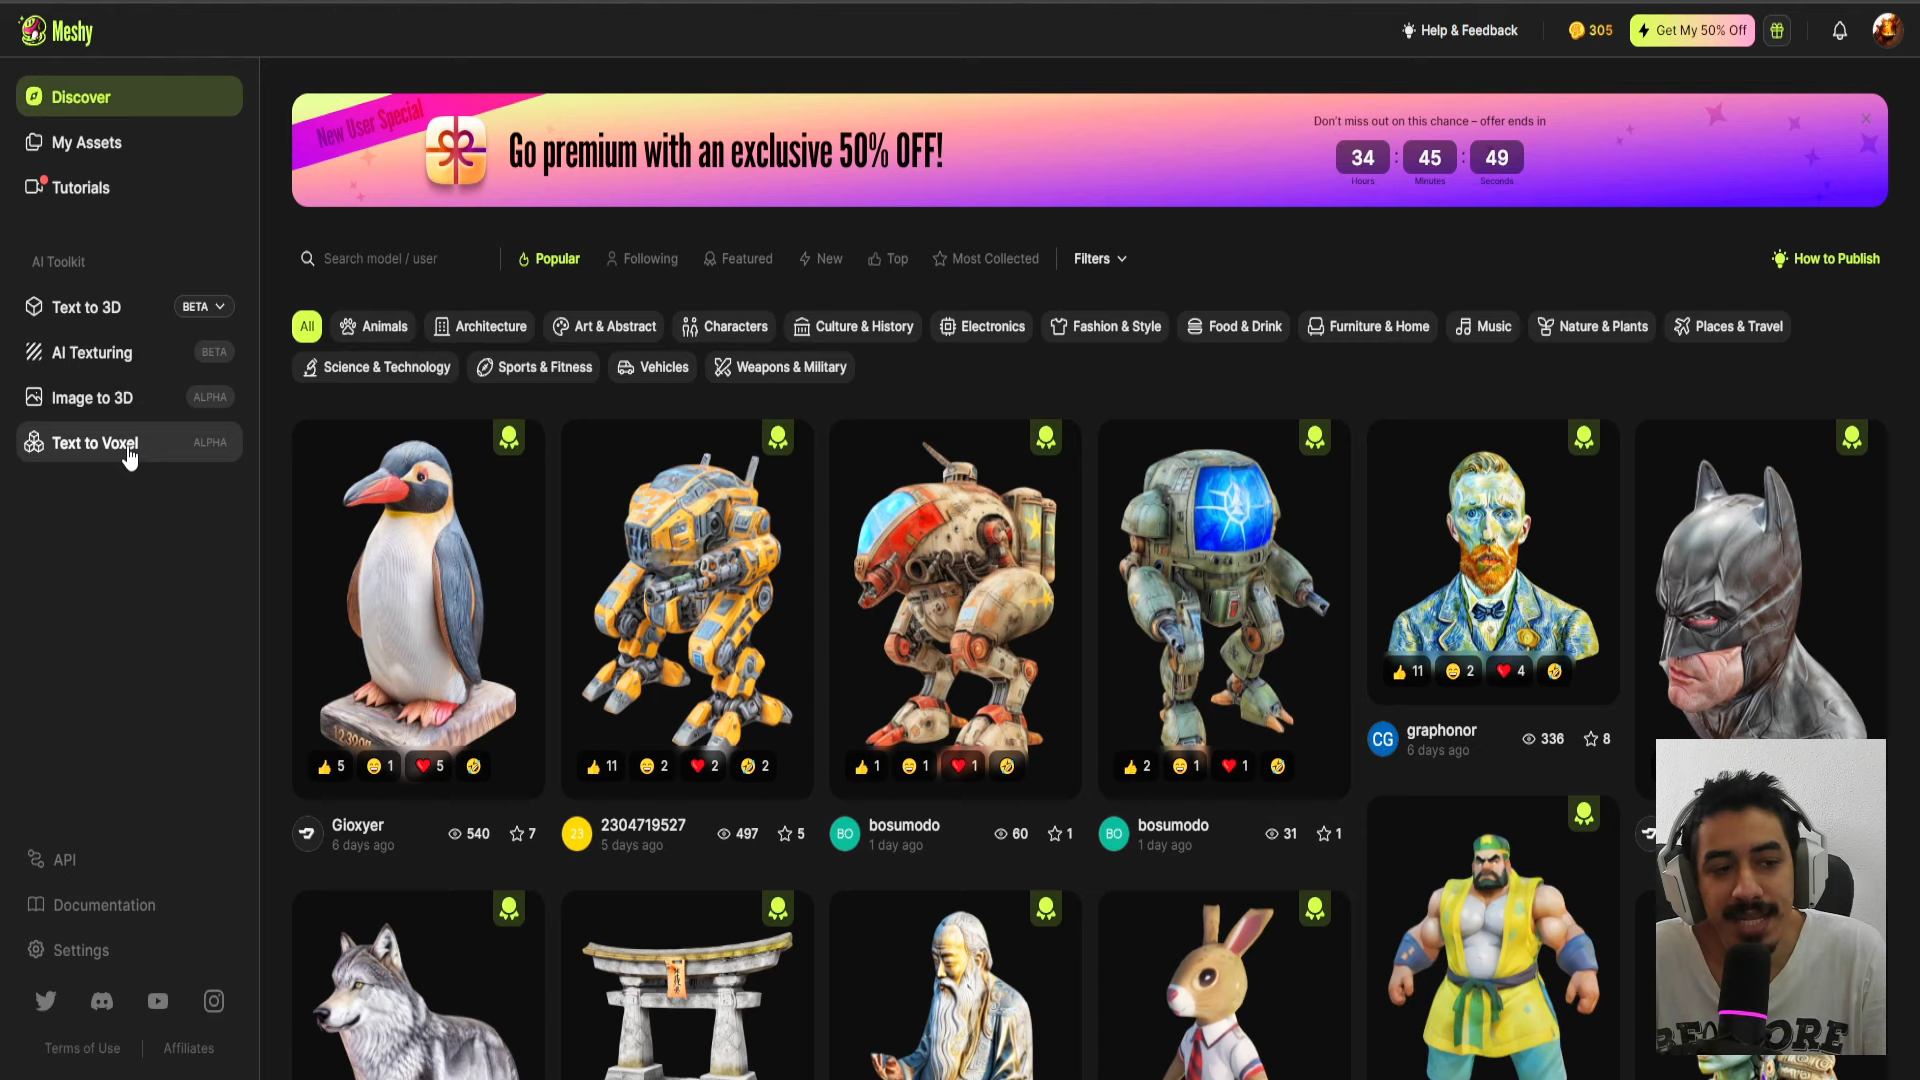 Meshy
Help & Feedback
305
Get My 50% Off
Discover
My Assets
Tutorials
AI Toolkit
Text to 3D
BETA
AI Texturing
BETA
Image to 3D
ALPHA
Text to Voxel
ALPHA
API
Documentation
Settings
Terms of Use
Affiliates
New User Special
Go premium with an exclusive 50% OFF!
Don't miss out on this chance – offer ends in
34 : 45 : 49
Hours Minutes Seconds
Search model / user
Popular
Following
Featured
New
Top
Most Collected
Filters
How to Publish
All
Animals
Architecture
Art & Abstract
Characters
Culture & History
Electronics
Fashion & Style
Food & Drink
Furniture & Home
Music
Nature & Plants
Places & Travel
Science & Technology
Sports & Fitness
Vehicles
Weapons & Military
5 1 5
11 2 2 2
1 1 1
2 1 1
11 2 4
Gioxyer
6 days ago
540 7
23
2304719527
5 days ago
497 5
BO
bosumodo
1 day ago
60 1
BO
bosumodo
1 day ago
31 1
CG
graphonor
6 days ago
336 8